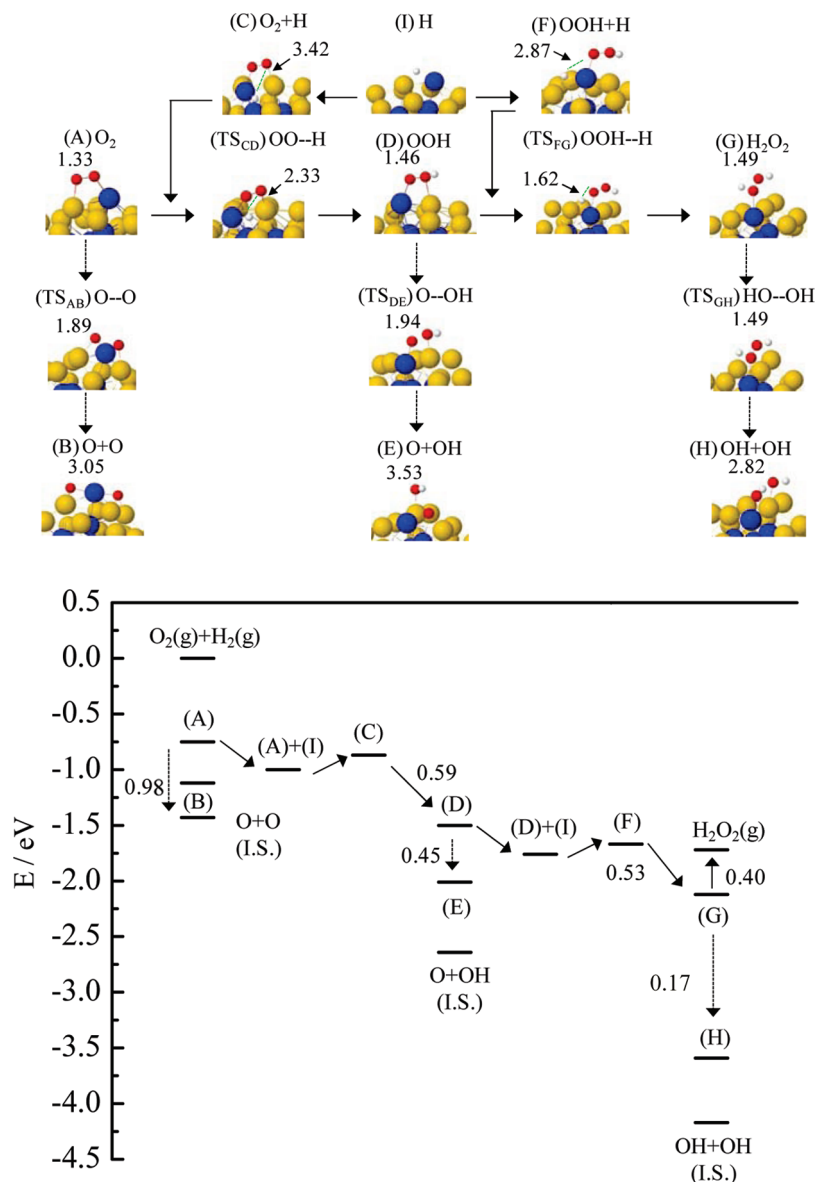 (C) O2+H
(I) H
(F) OOH+H
3.42
2.87
(A) O2
(TSCD) OO--H
(D) OOH
(TSFG) OOH--H
(G) H2O2
1.33
2.33
1.46
1.62
1.49
(TSAB) O--O
(TSDE) O--OH
(TSGH) HO--OH
1.89
1.94
1.49
(B) O+O
(E) O+OH
(H) OH+OH
3.05
3.53
2.82
E / eV
0.5
0.0
-0.5
-1.0
-1.5
-2.0
-2.5
-3.0
-3.5
-4.0
-4.5
O2(g)+H2(g)
(A)
0.98
(B)
O+O
(I.S.)
(A)+(I)
(C)
0.59
(D)
0.45
(E)
O+OH
(I.S.)
(D)+(I)
(F)
0.53
H2O2(g)
0.40
(G)
0.17
(H)
OH+OH
(I.S.)